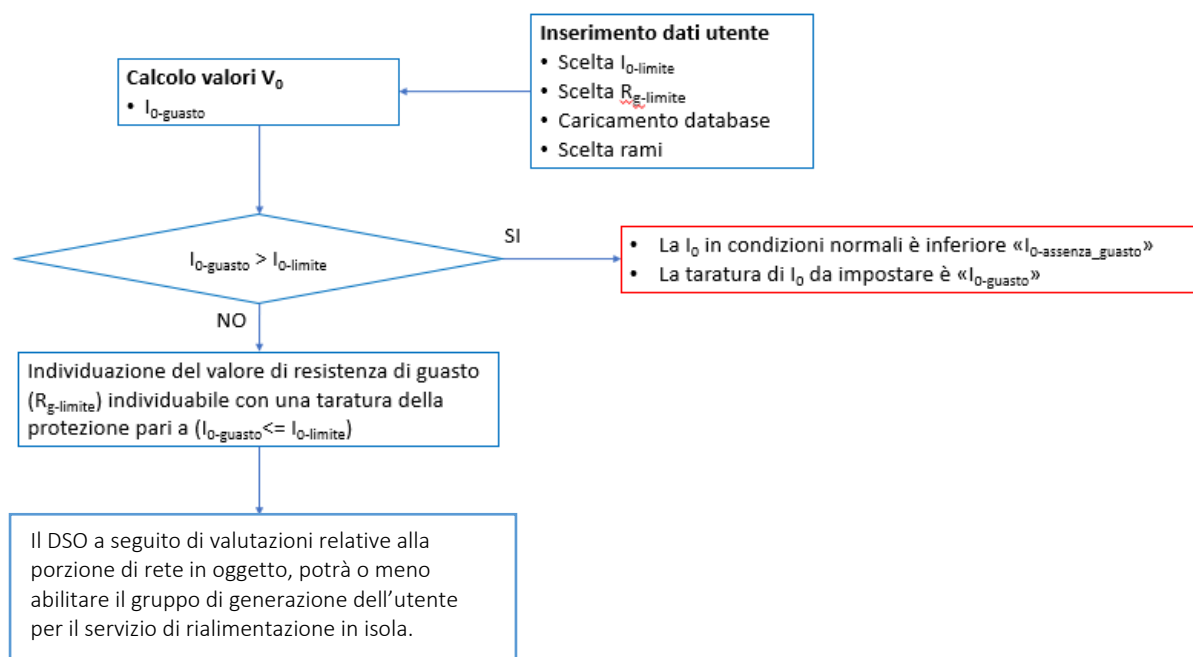 Inserimento dati utente
• Scelta I0-limite
• Scelta Rg-limite
• Caricamento database
• Scelta rami
Calcolo valori V0
• I0-guasto
I0-guasto > I0-limite
SI
• La I0 in condizioni normali è inferiore «I0-assenza_guasto»
• La taratura di I0 da impostare è «I0-guasto»
NO
Individuazione del valore di resistenza di guasto
(Rg-limite) individuabile con una taratura della
protezione pari a (I0-guasto<= I0-limite)
Il DSO a seguito di valutazioni relative alla
porzione di rete in oggetto, potrà o meno
abilitare il gruppo di generazione dell’utente
per il servizio di rialimentazione in isola.